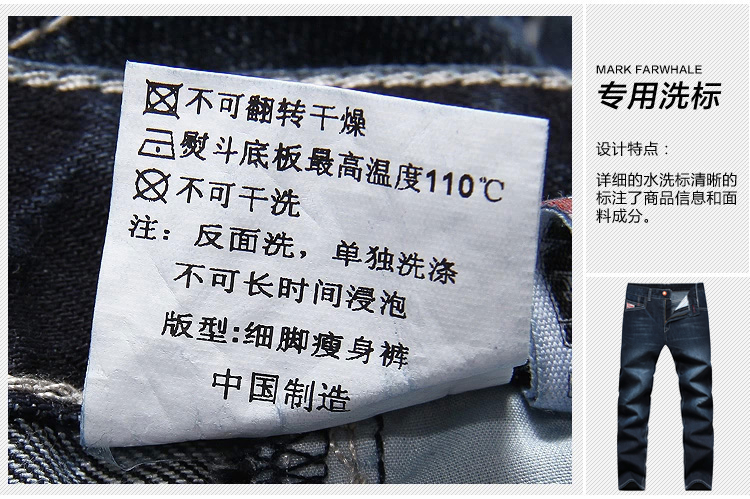 不可翻转干燥
熨斗底板最高温度110℃
不可干洗
注：反面洗，单独洗涤
不可长时间浸泡
版型:细脚瘦身裤
中国制造
MARK FARWHALE
专用洗标
设计特点：
详细的水洗标清晰的
标注了商品信息和面
料成分。